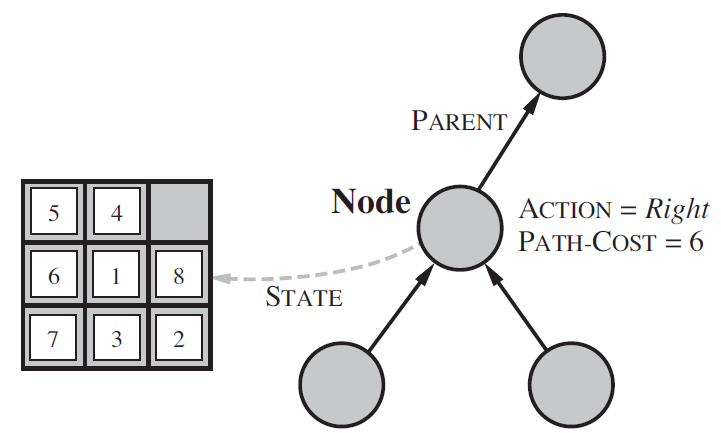 PARENT
Node
ACTION = Right
PATH-COST = 6
STATE
5 4
6 1 8
7 3 2